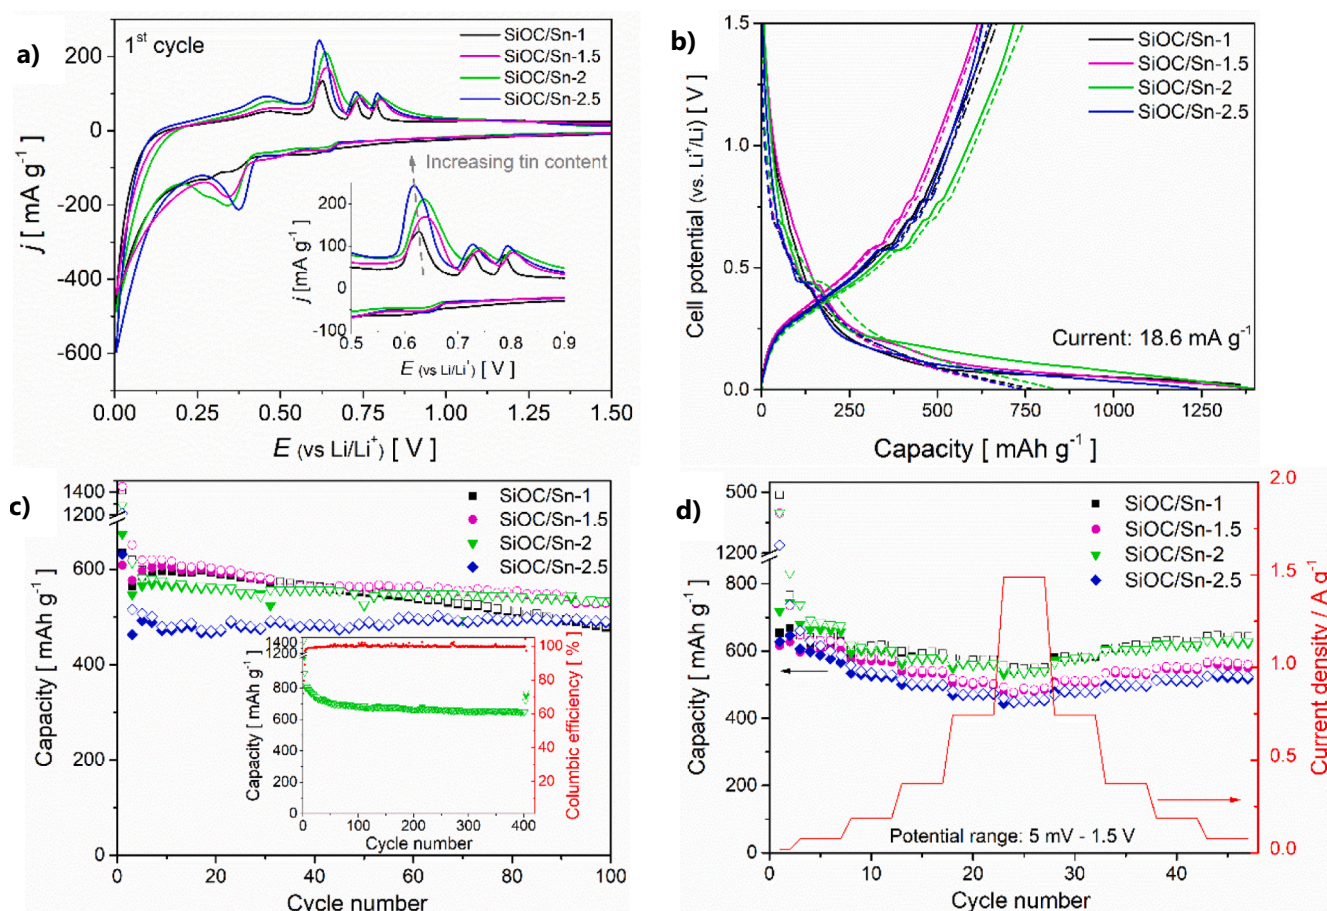 a)
1st cycle
SiOC/Sn-1
SiOC/Sn-1.5
SiOC/Sn-2
SiOC/Sn-2.5
200
0
-200
-400
-600
j [ mA g-1]
Increasing tin content
200
100
0
-100
j [mA g-1]
0.5 0.6 0.7 0.8 0.9
E (vs Li/Li+) [ V ]
0.00 0.25 0.50 0.75 1.00 1.25 1.50
E (vs Li/Li+) [ V ]
b)
SiOC/Sn-1
SiOC/Sn-1.5
SiOC/Sn-2
SiOC/Sn-2.5
1.5
1.0
0.5
0.0
Cell potential (vs. Li+/Li) [ V ]
Current: 18.6 mA g-1
0 250 500 750 1000 1250
Capacity [ mAh g-1]
c)
SiOC/Sn-1
SiOC/Sn-1.5
SiOC/Sn-2
SiOC/Sn-2.5
1400
1200
600
400
200
0
Capacity [ mAh g-1]
1400
1200
1000
800
600
400
200
0
Capacity [ mAh g-1]
100
80
60
40
20
Columbic efficiency [ %]
0 100 200 300 400
Cycle number
0 20 40 60 80 100
Cycle number
d)
SiOC/Sn-1
SiOC/Sn-1.5
SiOC/Sn-2
SiOC/Sn-2.5
500
1200
800
600
400
200
0
Capacity [ mAh g-1]
2.0
1.5
1.0
0.5
0.0
Current density / A g-1
Potential range: 5 mV - 1.5 V
0 10 20 30 40
Cycle number